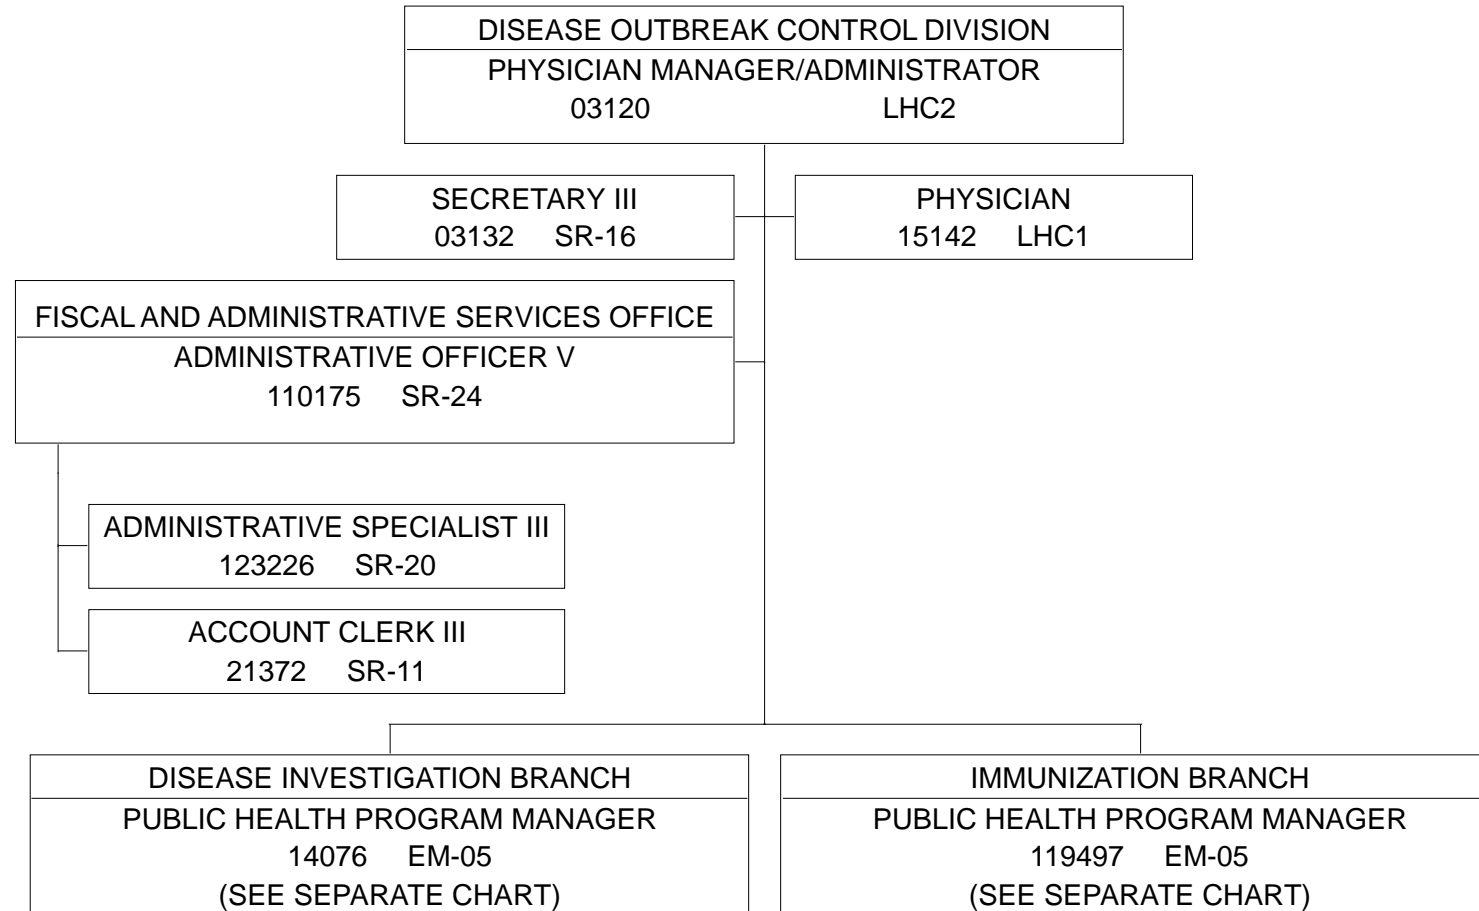 DISEASE OUTBREAK CONTROL DIVISION
PHYSICIAN MANAGER/ADMINISTRATOR
03120 LHC2
SECRETARY III
03132 SR-16
PHYSICIAN
15142 LHC1
FISCAL AND ADMINISTRATIVE SERVICES OFFICE
ADMINISTRATIVE OFFICER V
110175 SR-24
ADMINISTRATIVE SPECIALIST III
123226 SR-20
ACCOUNT CLERK III
21372 SR-11
DISEASE INVESTIGATION BRANCH
PUBLIC HEALTH PROGRAM MANAGER
14076 EM-05
(SEE SEPARATE CHART)
IMMUNIZATION BRANCH
PUBLIC HEALTH PROGRAM MANAGER
119497 EM-05
(SEE SEPARATE CHART)